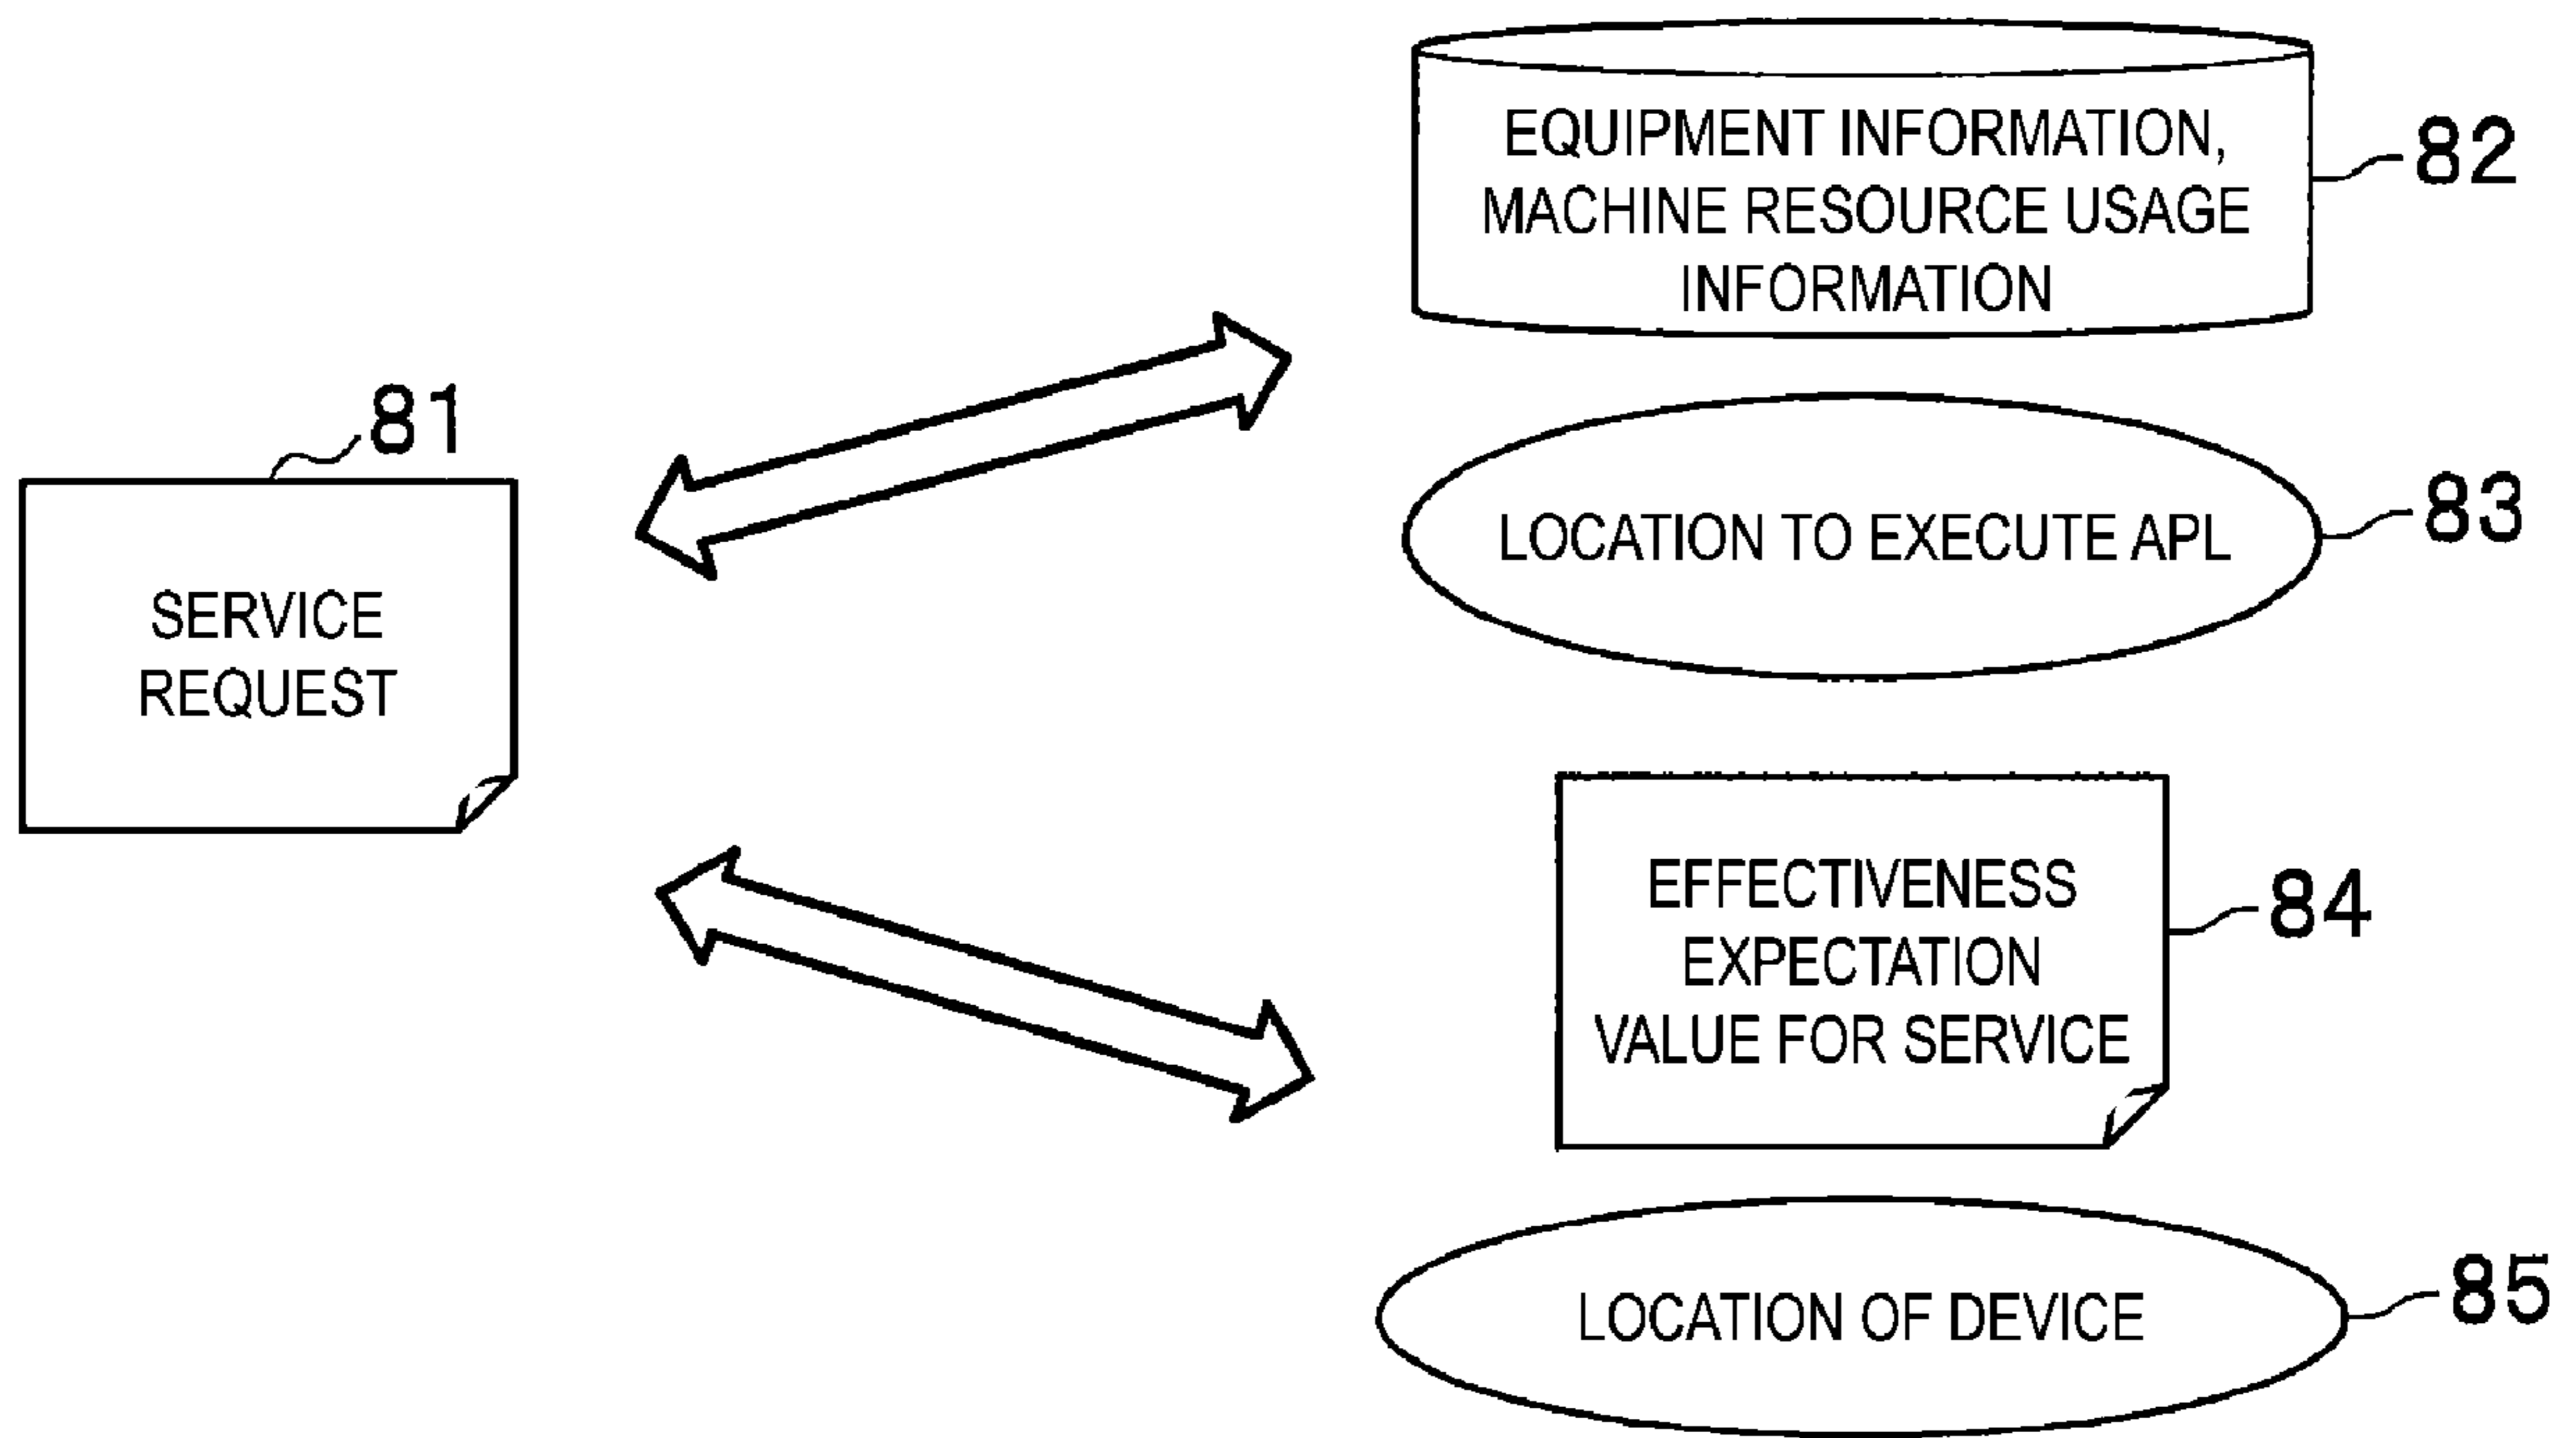 EQUIPMENT INFORMATION,
MACHINE RESOURCE USAGE
INFORMATION
82
81
SERVICE
REQUEST
LOCATION TO EXECUTE APL
83
EFFECTIVENESS
EXPECTATION
VALUE FOR SERVICE
84
LOCATION OF DEVICE
85